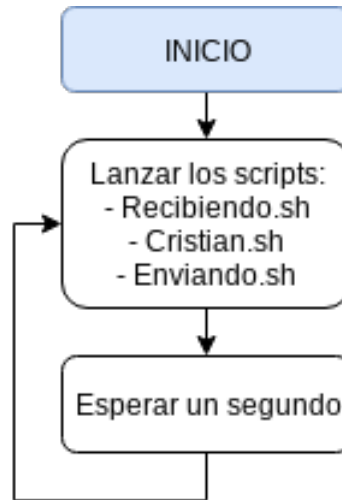 INICIO
Lanzar los scripts:
- Recibiendo.sh
- Cristian.sh
- Enviando.sh
Esperar un segundo